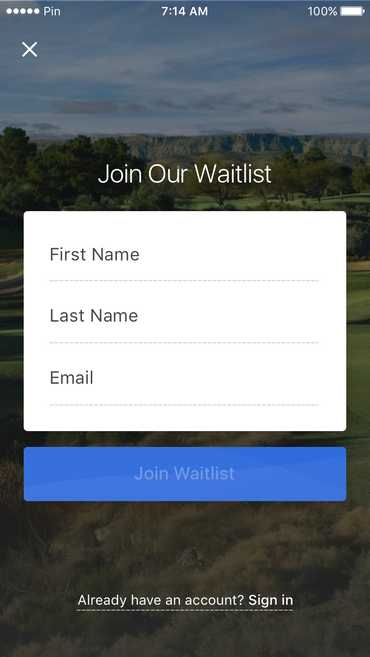 Pin 7:14 AM 100%
Join Our Waitlist
First Name
Last Name
Email
Join Waitlist
Already have an account? Sign in